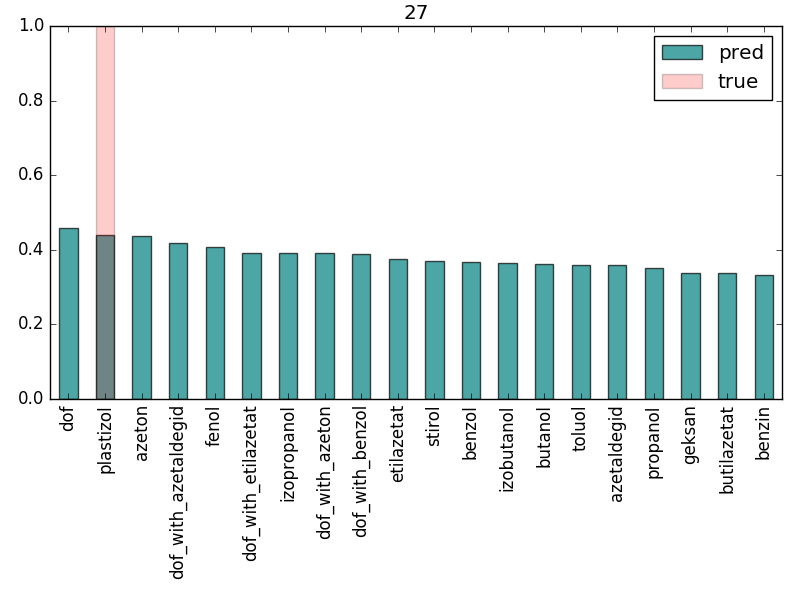 27
1.0
0.8
0.6
0.4
0.2
0.0
pred
true
dof
plastizol
azeton
dof_with_azetaldegid
fenol
dof_with_etilazetat
izopropanol
dof_with_azeton
dof_with_benzol
etilazetat
stirol
benzol
izobutanol
butanol
toluol
azetaldegid
propanol
geksan
butilazetat
benzin